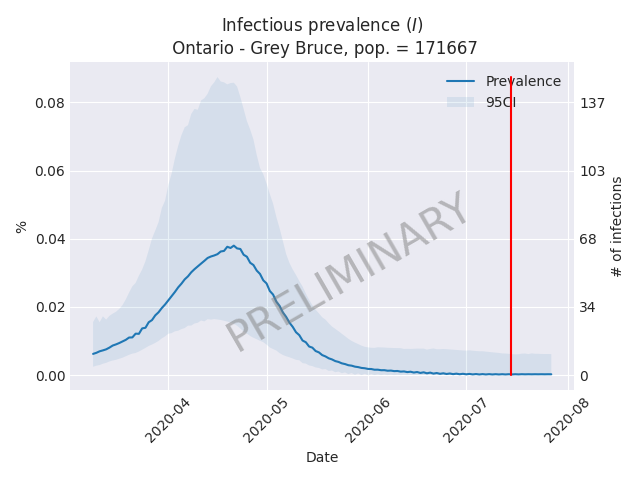 Infectious prevalence (I)
Ontario - Grey Bruce, pop. = 171667
Prevalence
95CI
0.08
0.06
0.04
0.02
0.00
%
137
103
68
34
0
# of infections
PRELIMINARY
2020-04
2020-05
2020-06
2020-07
2020-08
Date